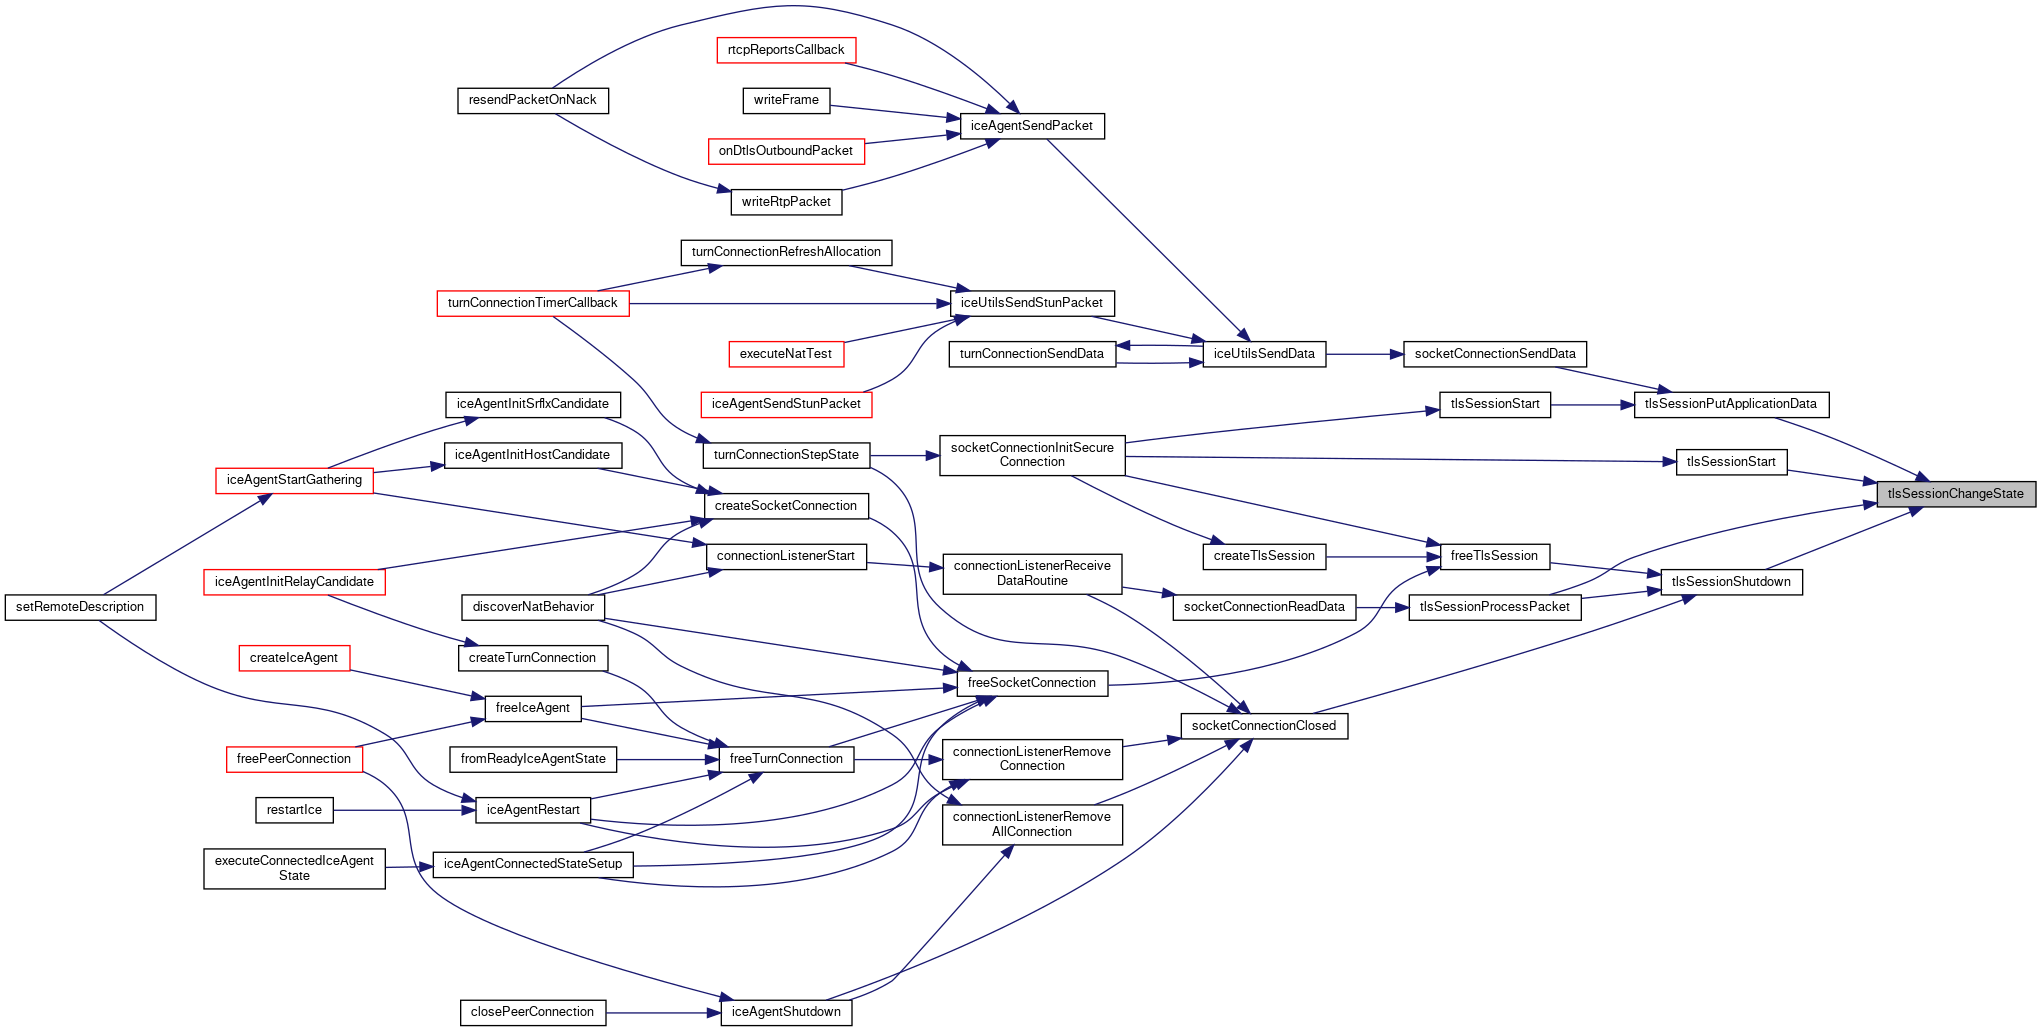 rtcpReportsCallback
resendPacketOnNack
writeFrame
iceAgentSendPacket
onDtlsOutboundPacket
writeRtpPacket
turnConnectionRefreshAllocation
turnConnectionTimerCallback
iceUtilsSendStunPacket
executeNatTest
turnConnectionSendData
iceUtilsSendData
socketConnectionSendData
iceAgentInitSrflxCandidate
iceAgentSendStunPacket
tlsSessionStart
tlsSessionPutApplicationData
iceAgentInitHostCandidate
turnConnectionStepState
socketConnectionInitSecure
Connection
tlsSessionStart
iceAgentStartGathering
createSocketConnection
tlsSessionChangeState
connectionListenerStart
createTlsSession
freeTlsSession
iceAgentInitRelayCandidate
connectionListenerReceive
DataRoutine
tlsSessionShutdown
setRemoteDescription
discoverNatBehavior
socketConnectionReadData
tlsSessionProcessPacket
createIceAgent
createTurnConnection
freeSocketConnection
freeIceAgent
socketConnectionClosed
freePeerConnection
fromReadyIceAgentState
freeTurnConnection
connectionListenerRemove
Connection
restartIce
iceAgentRestart
connectionListenerRemove
AllConnection
executeConnectedIceAgent
State
iceAgentConnectedStateSetup
closePeerConnection
iceAgentShutdown